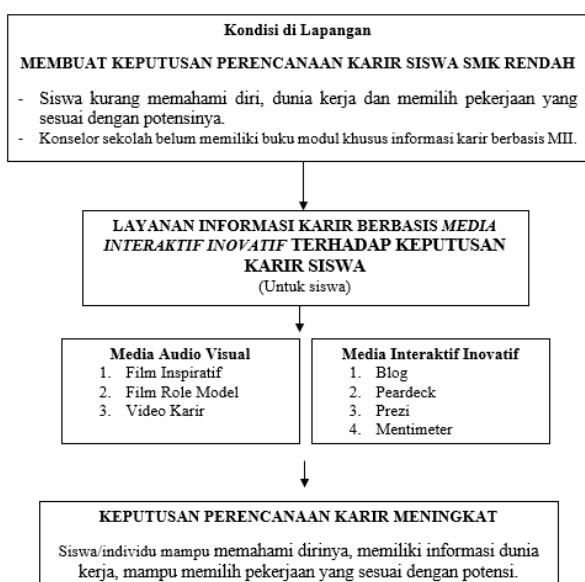 Kondisi di Lapangan
MEMBUAT KEPUTUSAN PERENCANAAN KARIR SISWA SMK RENDAH
- Siswa kurang memahami diri, dunia kerja dan memilih pekerjaan yang
sesuai dengan potensinya.
- Konselor sekolah belum memiliki buku modul khusus informasi karir berbasis MII.
LAYANAN INFORMASI KARIR BERBASIS MEDIA
INTERAKTIF INOVATIF TERHADAP KEPUTUSAN
KARIR SISWA
(Untuk siswa)
Media Audio Visual
1. Film Inspiratif
2. Film Role Model
3. Video Karir
Media Interaktif Inovatif
1. Blog
2. Peardeck
3. Prezi
4. Mentimeter
KEPUTUSAN PERENCANAAN KARIR MENINGKAT
Siswa/individu mampu memahami dirinya, memiliki informasi dunia
kerja, mampu memilih pekerjaan yang sesuai dengan potensi.